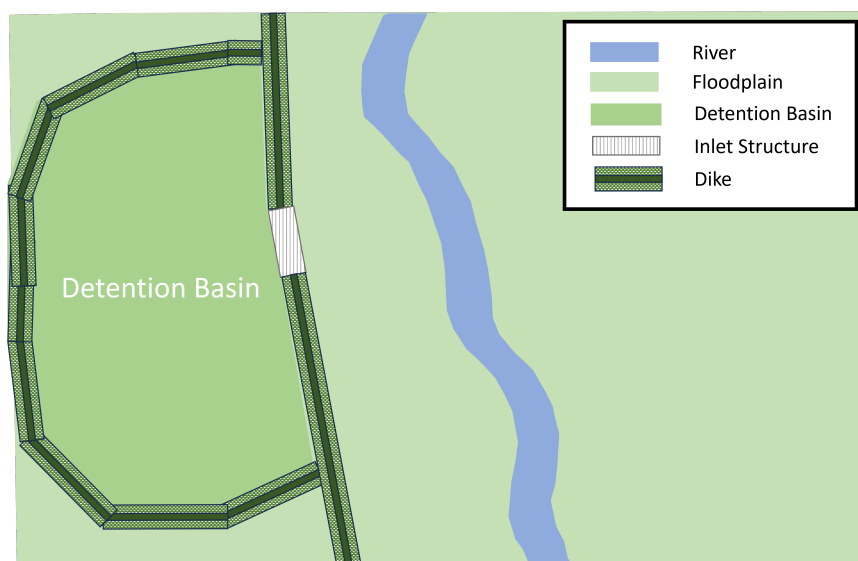 River
Floodplain
Detention Basin
Inlet Structure
Dike
Detention Basin